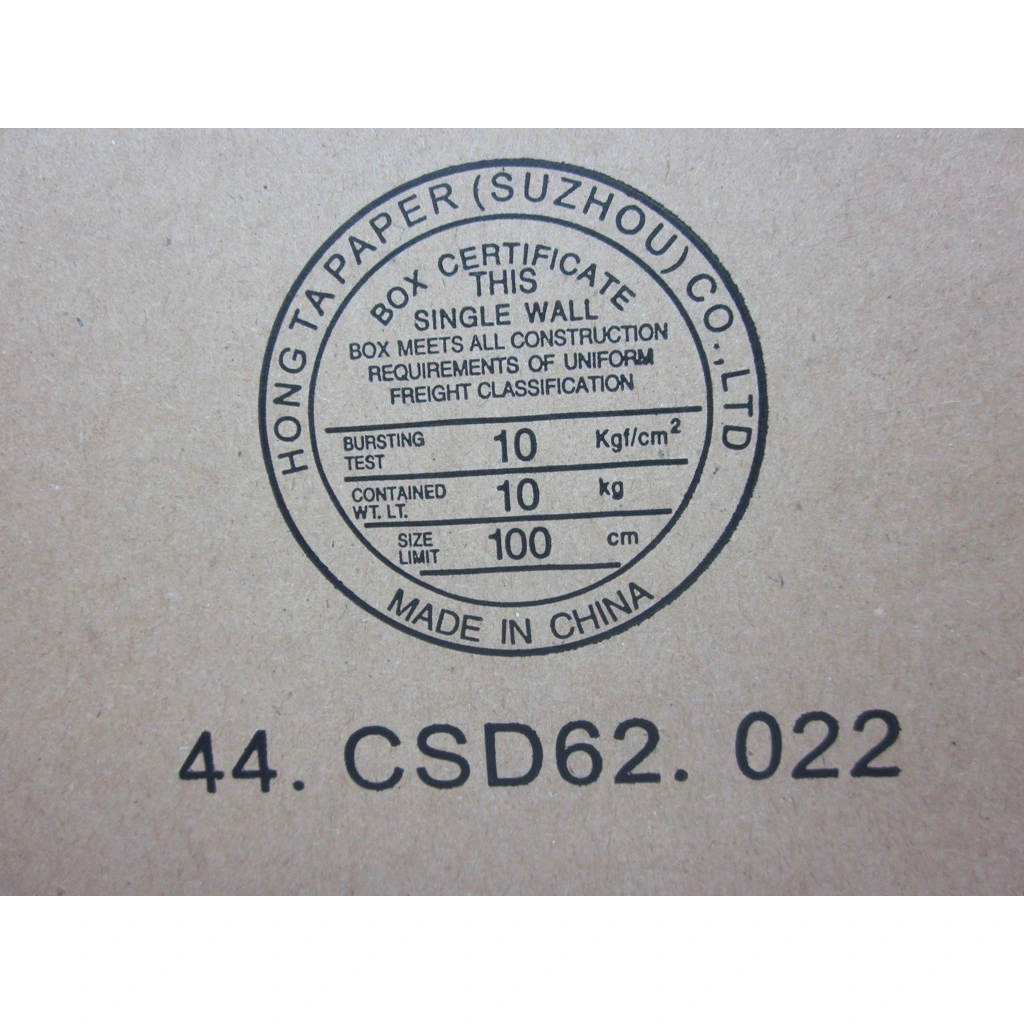 HONG TA PAPER (SUZHOU) CO.,LTD
BOX CERTIFICATE
THIS
SINGLE WALL
BOX MEETS ALL CONSTRUCTION
REQUIREMENTS OF UNIFORM
FREIGHT CLASSIFICATION
BURSTING TEST 10 Kgf/cm²
CONTAINED WT. LT. 10 kg
SIZE LIMIT 100 cm
MADE IN CHINA
44. CSD62. 022